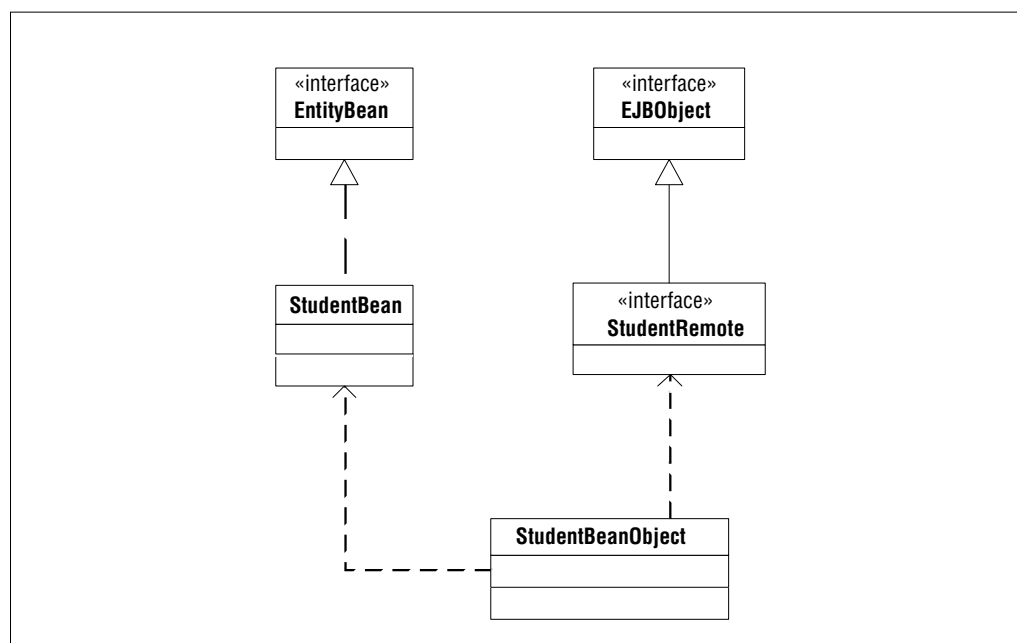 «interface»
EntityBean
«interface»
EJBObject
StudentBean
«interface»
StudentRemote
StudentBeanObject